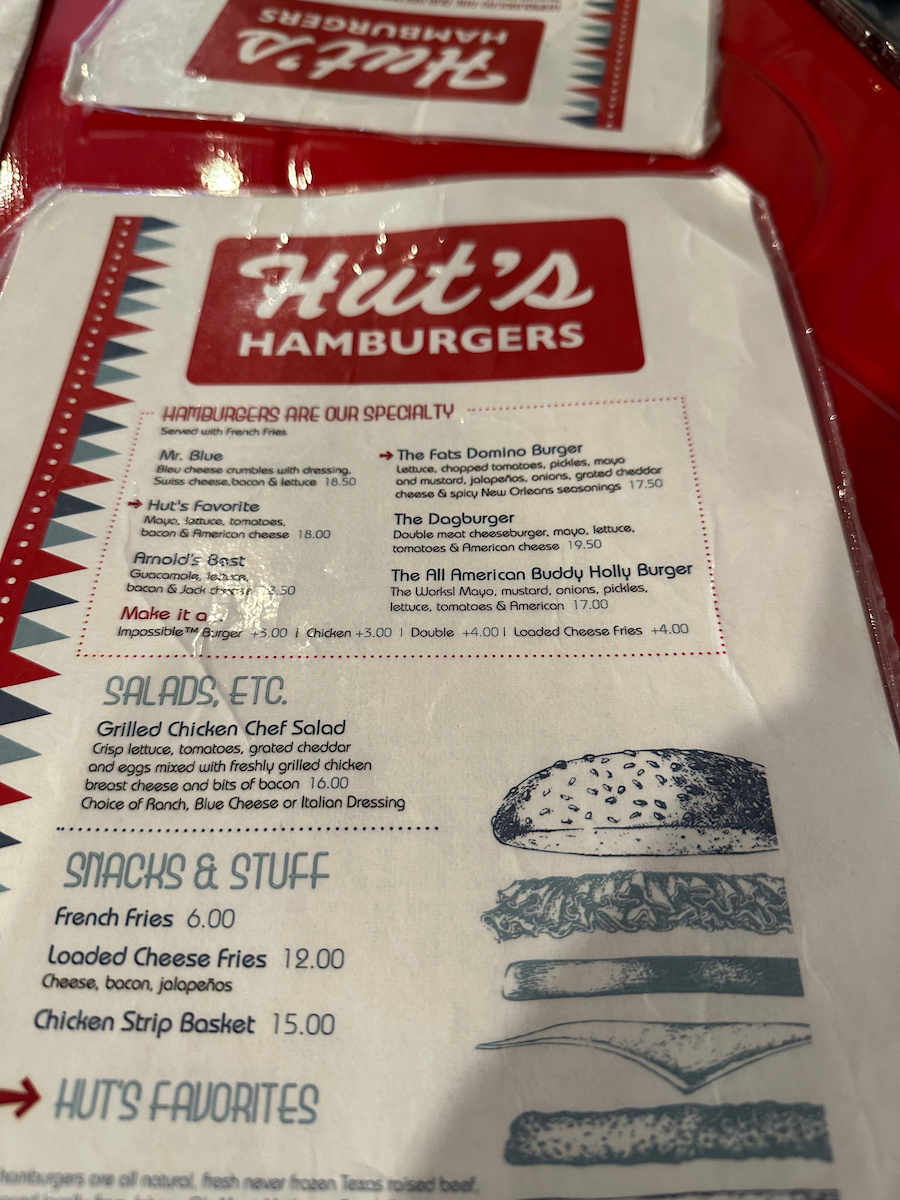 Hut's
HAMBURGERS
Hut's
HAMBURGERS
HAMBURGERS ARE OUR SPECIALTY
Served with French Fries
Mr. Blue
Bleu cheese crumbles with dressing,
Swiss cheese,bacon & lettuce 18.50
Hut's Favorite
Mayo, lettuce, tomatoes,
bacon & American cheese 18.00
Arnold's Best
Guacamole, lettuce,
bacon & Jack cheese
The Fats Domino Burger
Lettuce, chopped tomatoes, pickles, mayo
and mustard, jalapeños, onions, grated cheddar
cheese & spicy New Orleans seasonings 17.50
The Dagburger
Double meat cheeseburger, mayo, lettuce,
tomatoes & American cheese 19.50
The All American Buddy Holly Burger
The Works! Mayo, mustard, onions, pickles,
lettuce, tomatoes & American 17.00
Make it a...
Impossible™ Burger +3.00 | Chicken +3.00 | Double +4.00 | Loaded Cheese Fries +4.00
SALADS, ETC.
Grilled Chicken Chef Salad
Crisp lettuce, tomatoes, grated cheddar
and eggs mixed with freshly grilled chicken
breast cheese and bits of bacon 16.00
Choice of Ranch, Blue Cheese or Italian Dressing
SNACKS & STUFF
French Fries 6.00
Loaded Cheese Fries 12.00
Cheese, bacon, jalapeños
Chicken Strip Basket 15.00
HUT'S FAVORITES
hamburgers are all natural, fresh never frozen Texas raised beef,